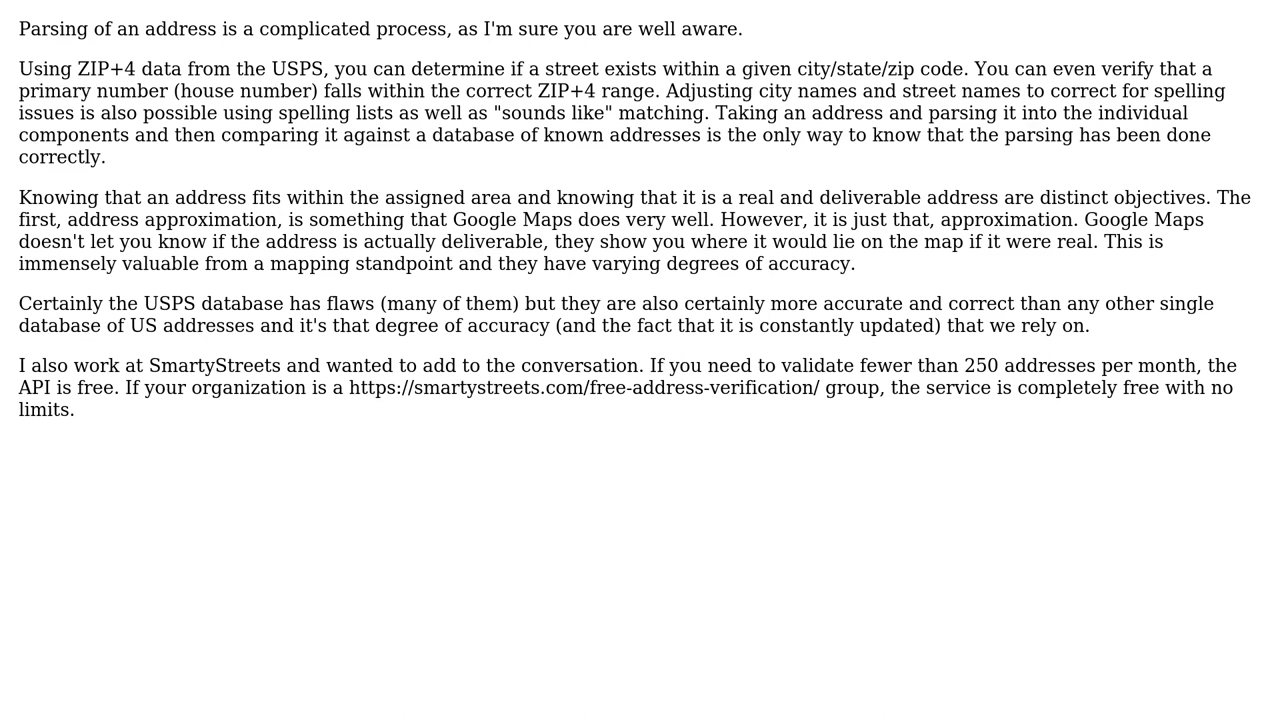 Parsing of an address is a complicated process, as I'm sure you are well aware.
Using ZIP+4 data from the USPS, you can determine if a street exists within a given city/state/zip code. You can even verify that a
primary number (house number) falls within the correct ZIP+4 range. Adjusting city names and street names to correct for spelling
issues is also possible using spelling lists as well as "sounds like" matching. Taking an address and parsing it into the individual
components and then comparing it against a database of known addresses is the only way to know that the parsing has been done
correctly.
Knowing that an address fits within the assigned area and knowing that it is a real and deliverable address are distinct objectives. The
first, address approximation, is something that Google Maps does very well. However, it is just that, approximation. Google Maps
doesn't let you know if the address is actually deliverable, they show you where it would lie on the map if it were real. This is
immensely valuable from a mapping standpoint and they have varying degrees of accuracy.
Certainly the USPS database has flaws (many of them) but they are also certainly more accurate and correct than any other single
database of US addresses and it's that degree of accuracy (and the fact that it is constantly updated) that we rely on.
I also work at SmartyStreets and wanted to add to the conversation. If you need to validate fewer than 250 addresses per month, the
API is free. If your organization is a https://smartystreets.com/free-address-verification/ group, the service is completely free with no
limits.